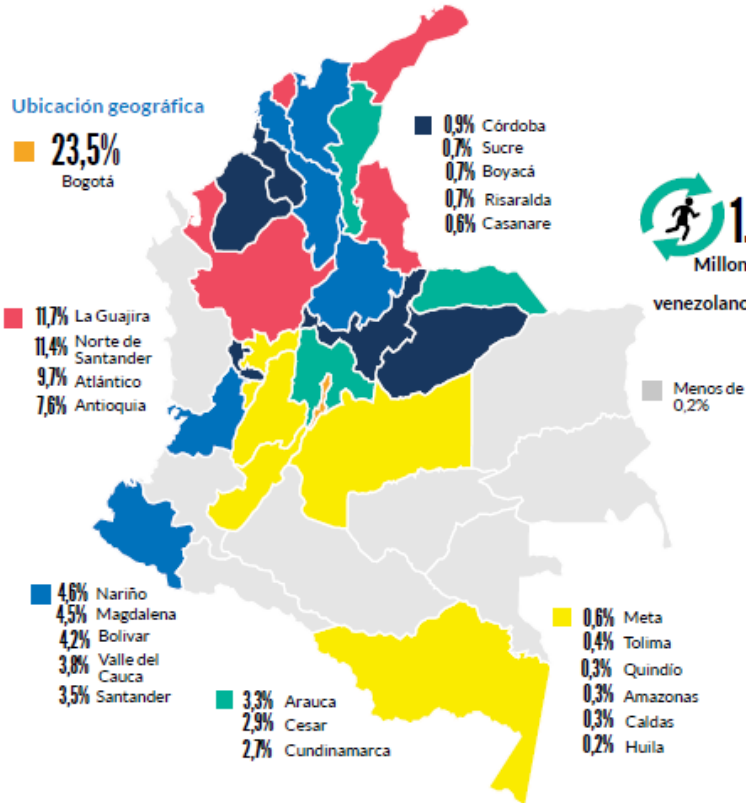 Ubicación geográfica
23,5%
Bogotá
0,9% Córdoba
0,7% Sucre
0,7% Boyacá
0,7% Risaralda
0,6% Casanare
1.
Millon
venezolano
11,7% La Guajira
11,4% Norte de
Santander
9,7% Atlántico
7,6% Antioquia
Menos de
0,2%
4,6% Nariño
4,5% Magdalena
4,2% Bolivar
3,8% Valle del
Cauca
3,5% Santander
3,3% Arauca
2,9% Cesar
2,7% Cundinamarca
0,6% Meta
0,4% Tolima
0,3% Quindío
0,3% Amazonas
0,3% Caldas
0,2% Huila